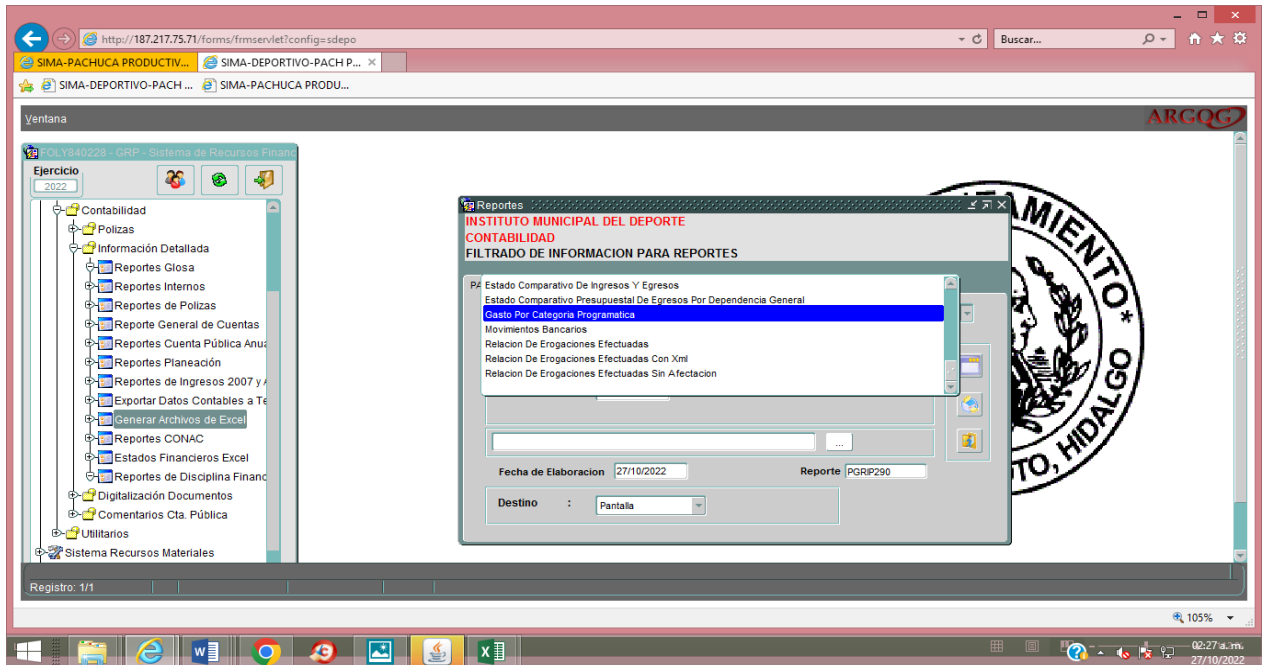 http://187.217.75.71/forms/frmservlet?config=sdepo
Buscar...
SIMA-PACHUCA PRODUCTIV...
SIMA-DEPORTIVO-PACH P...
SIMA-DEPORTIVO-PACH ...
SIMA-PACHUCA PRODU...
Ventana
ARGQG
FOLY840228 - GRP - Sistema de Recursos Financ
Ejercicio
2022
Contabilidad
Polizas
Información Detallada
Reportes Glosa
Reportes Internos
Reportes de Polizas
Reporte General de Cuentas
Reportes Cuenta Pública Anua
Reportes Planeación
Reportes de Ingresos 2007 y A
Exportar Datos Contables a Te
Generar Archivos de Excel
Reportes CONAC
Estados Financieros Excel
Reportes de Disciplina Financ
Digitalización Documentos
Comentarios Cta. Pública
Utilitarios
Sistema Recursos Materiales
Reportes
INSTITUTO MUNICIPAL DEL DEPORTE
CONTABILIDAD
FILTRADO DE INFORMACION PARA REPORTES
PA
Estado Comparativo De Ingresos Y Egresos
Estado Comparativo Presupuestal De Egresos Por Dependencia General
Gasto Por Categoria Programatica
Movimientos Bancarios
Relacion De Erogaciones Efectuadas
Relacion De Erogaciones Efectuadas Con Xml
Relacion De Erogaciones Efectuadas Sin Afectacion
...
Fecha de Elaboracion 27/10/2022 Reporte PGRIP290
Destino : Pantalla
TAMIENTO*
OTO, HIDALGO
Registro: 1/1
105%
02:27 a. m.
27/10/2022